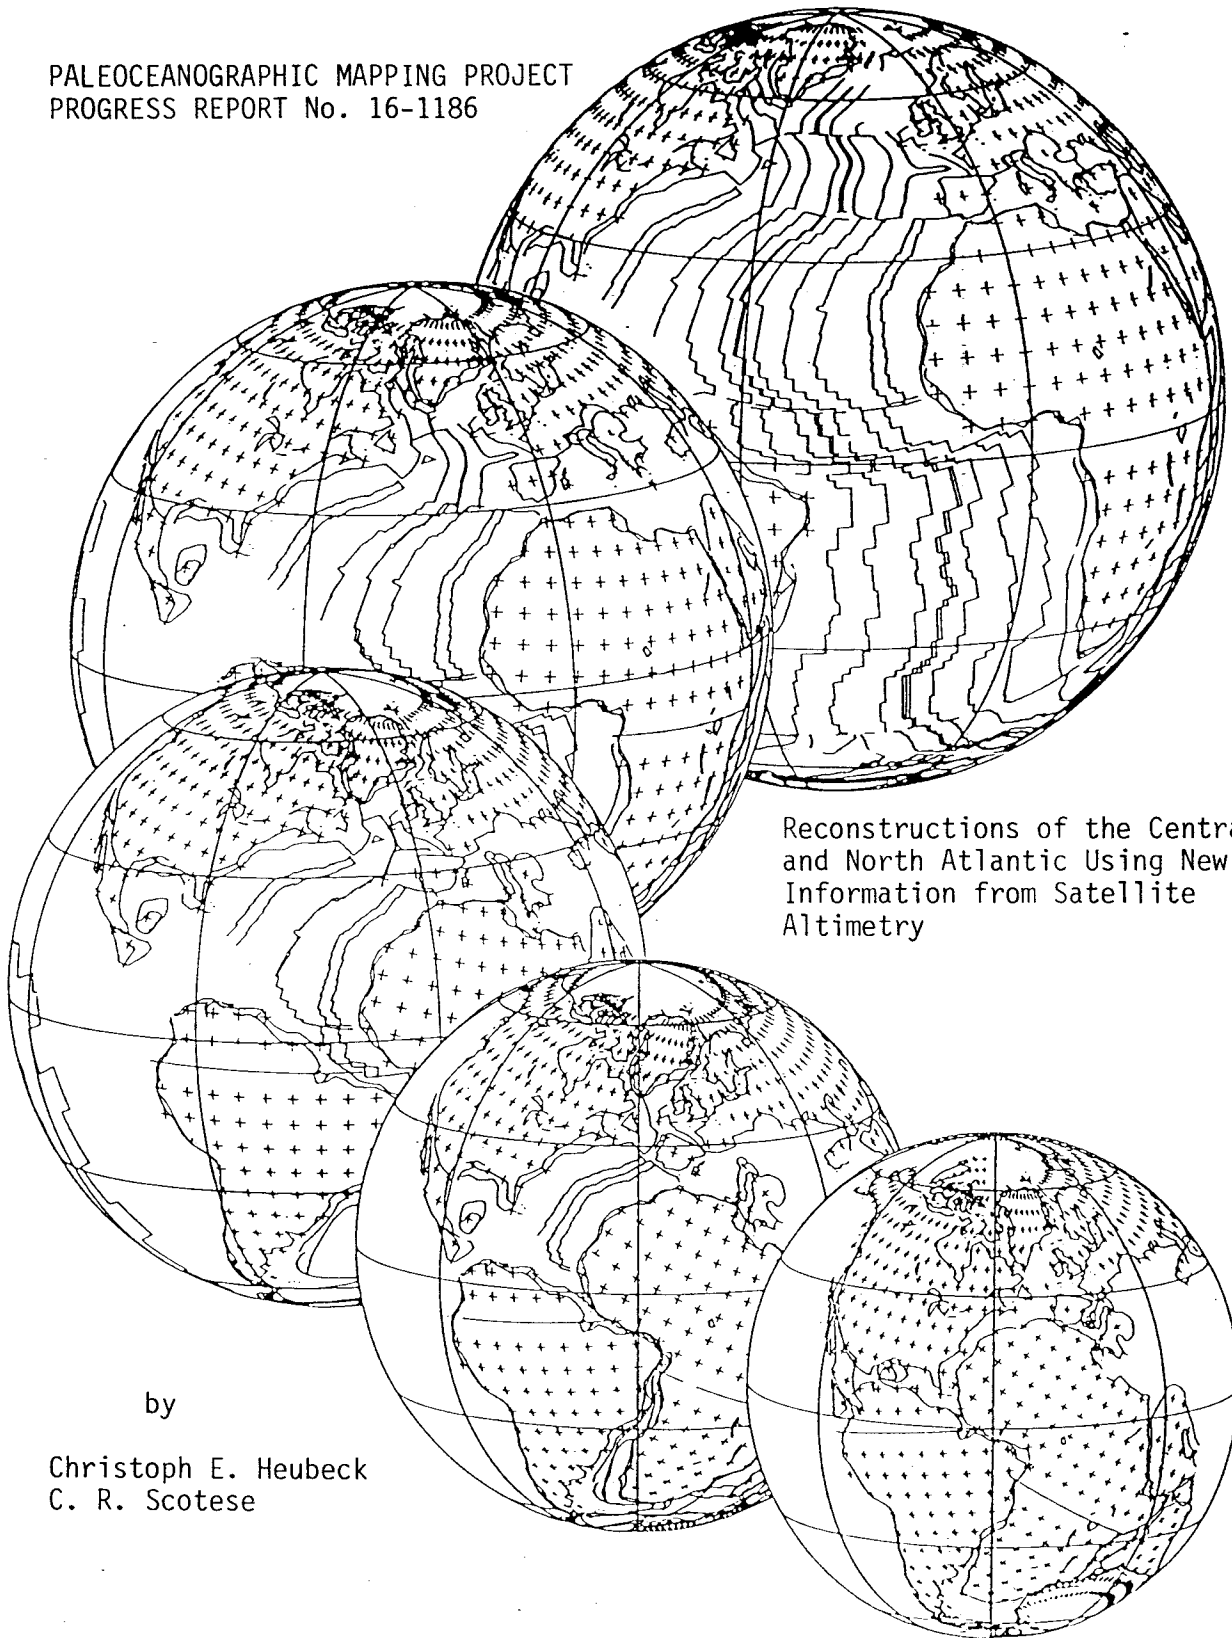 PALEOCEANOGRAPHIC MAPPING PROJECT
PROGRESS REPORT No. 16-1186
Reconstructions of the Centra
and North Atlantic Using New
Information from Satellite
Altimetry
by
Christoph E. Heubeck
C. R. Scotese